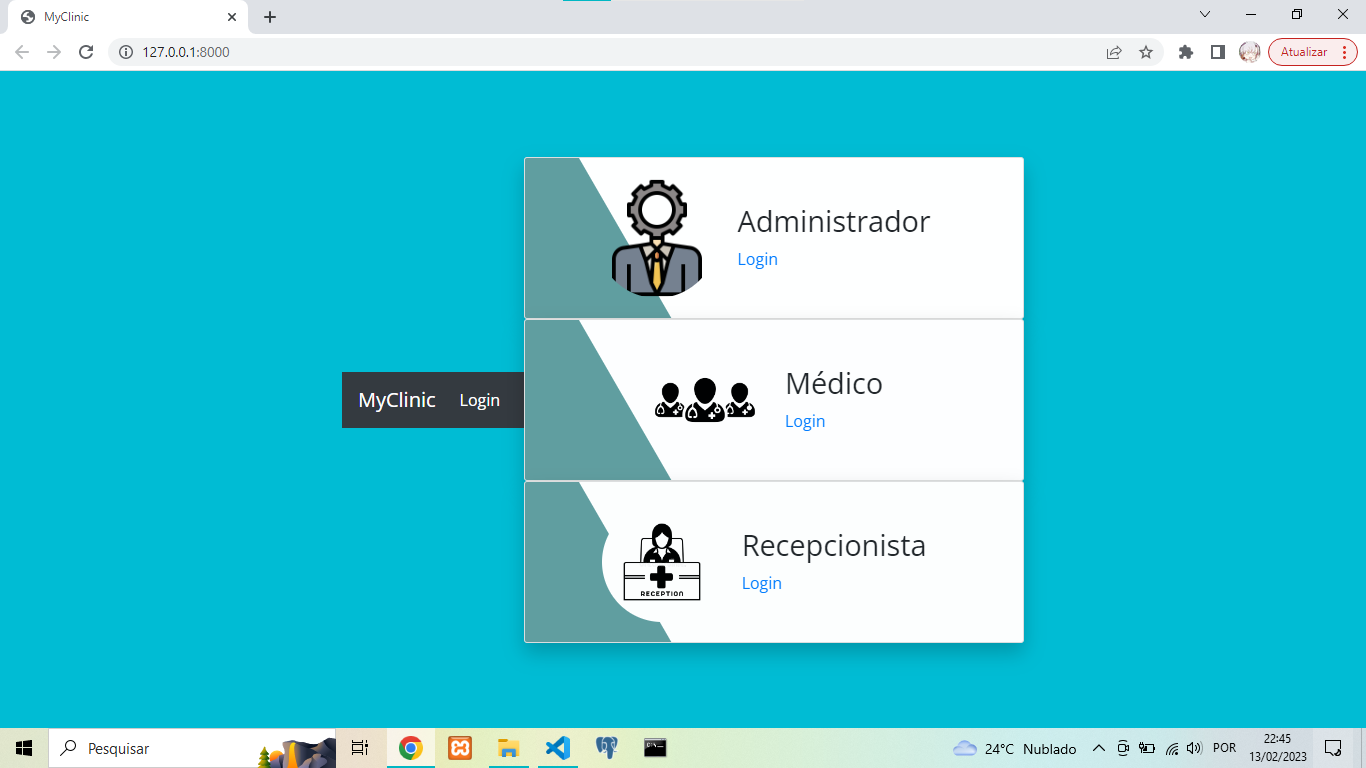 MyClinic
127.0.0.1:8000
Atualizar
Administrador
Login
MyClinic Login
Médico
Login
RECEPTION
Recepcionista
Login
Pesquisar
24°C Nublado
POR
22:45
13/02/2023